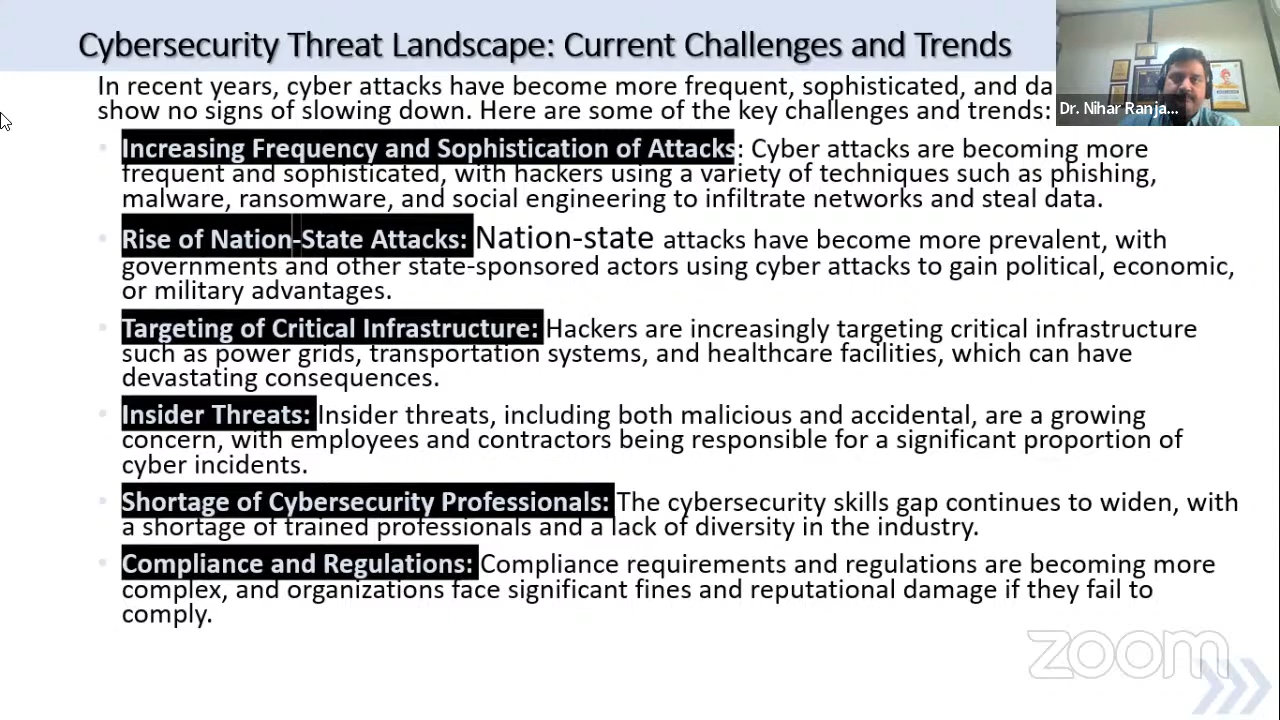 Cybersecurity Threat Landscape: Current Challenges and Trends
In recent years, cyber attacks have become more frequent, sophisticated, and da
show no signs of slowing down. Here are some of the key challenges and trends:
Dr. Nihar Ranja...
• Increasing Frequency and Sophistication of Attacks: Cyber attacks are becoming more
frequent and sophisticated, with hackers using a variety of techniques such as phishing,
malware, ransomware, and social engineering to infiltrate networks and steal data.
• Rise of Nation-State Attacks: Nation-state attacks have become more prevalent, with
governments and other state-sponsored actors using cyber attacks to gain political, economic,
or military advantages.
• Targeting of Critical Infrastructure: Hackers are increasingly targeting critical infrastructure
such as power grids, transportation systems, and healthcare facilities, which can have
devastating consequences.
• Insider Threats: Insider threats, including both malicious and accidental, are a growing
concern, with employees and contractors being responsible for a significant proportion of
cyber incidents.
• Shortage of Cybersecurity Professionals: The cybersecurity skills gap continues to widen, with
a shortage of trained professionals and a lack of diversity in the industry.
• Compliance and Regulations: Compliance requirements and regulations are becoming more
complex, and organizations face significant fines and reputational damage if they fail to
comply.
zoom